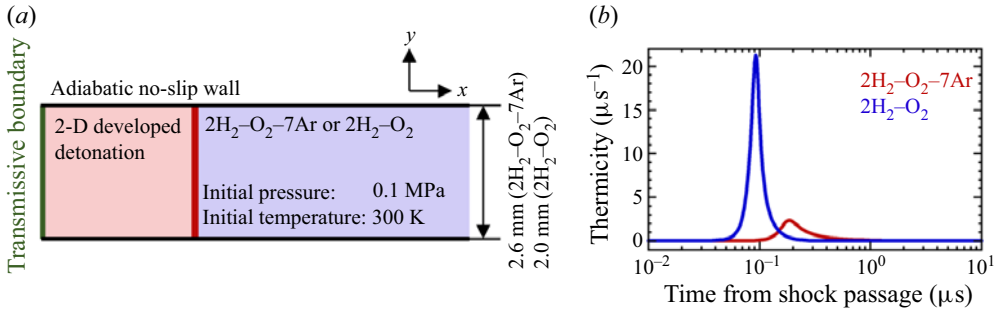 (a)
Transmissive boundary
Adiabatic no-slip wall
y
x
2-D developed
detonation
2H₂–O₂–7Ar or 2H₂–O₂
Initial pressure: 0.1 MPa
Initial temperature: 300 K
2.6 mm (2H₂–O₂–7Ar)
2.0 mm (2H₂–O₂)
(b)
Thermicity (μs⁻¹)
20
15
10
5
0
2H₂–O₂–7Ar
2H₂–O₂
10⁻² 10⁻¹ 10⁰ 10¹
Time from shock passage (μs)